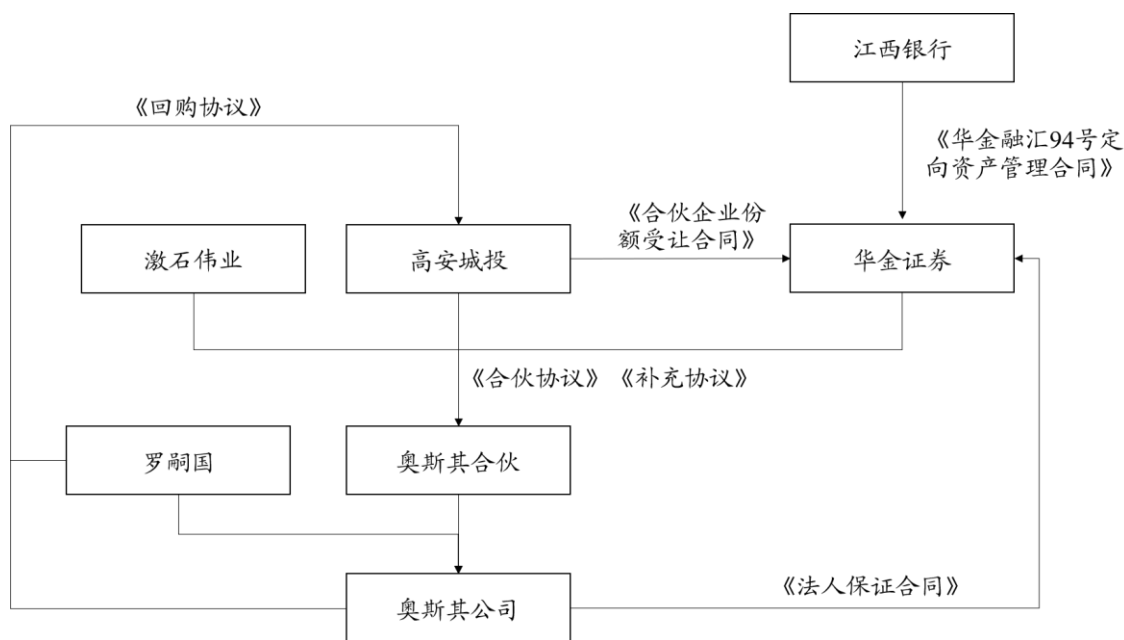 江西银行
《回购协议》
《华金融汇94号定
向资产管理合同》
《合伙企业份
额受让合同》
激石伟业
高安城投
华金证券
《合伙协议》《补充协议》
罗嗣国
奥斯其合伙
《法人保证合同》
奥斯其公司